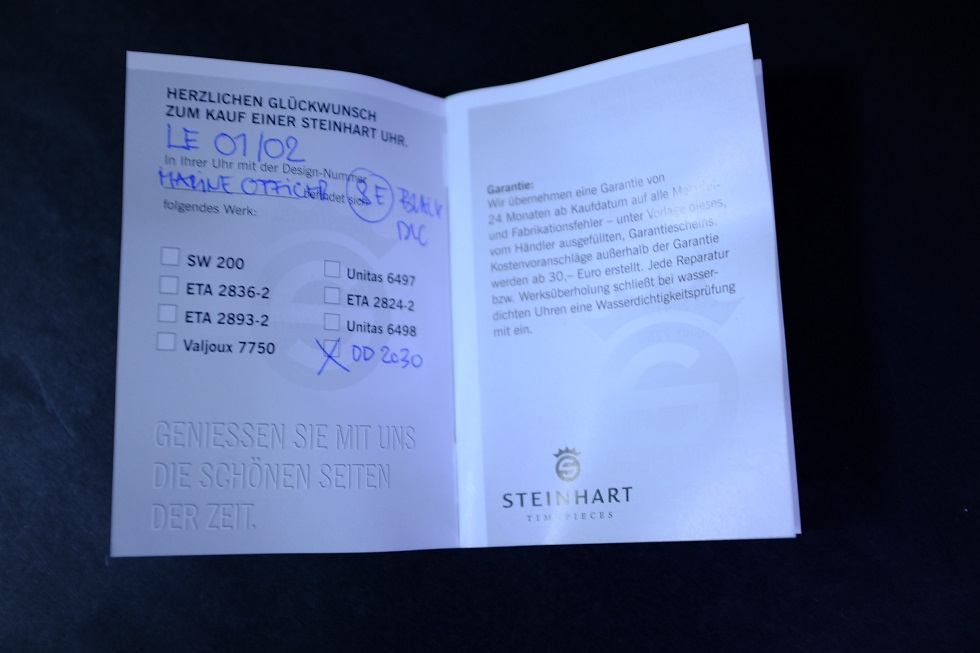 HERZLICHEN GLÜCKWUNSCH
ZUM KAUF EINER STEINHART UHR.
LE 01/02
In Ihrer Uhr mit der Design-Nummer
MARINE OFFICER SE BLACK
befindet sich
DLC
folgendes Werk:
SW 200
ETA 2836-2
ETA 2893-2
Valjoux 7750
Unitas 6497
ETA 2824-2
Unitas 6498
DD 2030
GENIESSEN SIE MIT UNS
DIE SCHÖNEN SEITEN
DER ZEIT.
Garantie:
Wir übernehmen eine Garantie von
24 Monaten ab Kaufdatum auf alle
und Fabrikationsfehler – unter Vorlage dieses,
vom Händler ausgefüllten, Garantiescheins.
Kostenvoranschläge außerhalb der Garantie
werden ab 30,– Euro erstellt. Jede Reparatur
bzw. Werksüberholung schließt bei wasser-
dichten Uhren eine Wasserdichtigkeitsprüfung
mit ein.
STEINHART
TIMEPIECES